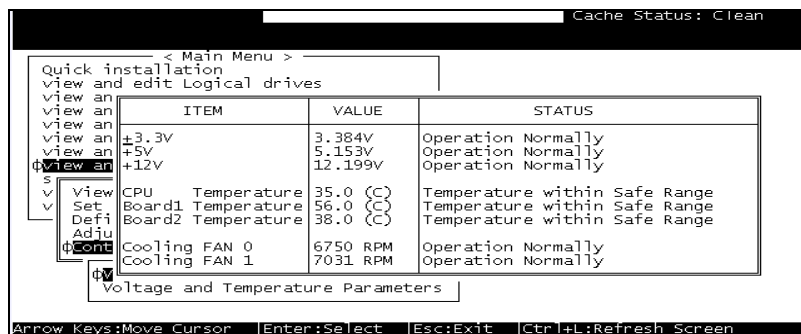 Cache Status: Clean
< Main Menu >
Quick installation
view and edit Logical drives
view an
view an
view an
view an
view an
view an
s
v
v
ITEM VALUE STATUS
+3.3V 3.384V Operation Normally
+5V 5.153V Operation Normally
+12V 12.199V Operation Normally
CPU Temperature 35.0 (C) Temperature within Safe Range
Board1 Temperature 56.0 (C) Temperature within Safe Range
Board2 Temperature 38.0 (C) Temperature within Safe Range
Cooling FAN 0 6750 RPM Operation Normally
Cooling FAN 1 7031 RPM Operation Normally
View
Set
Defi
Adju
Cont
V
Voltage and Temperature Parameters
Arrow Keys:Move Cursor |Enter:Select |Esc:Exit |Ctrl+L:Refresh Screen